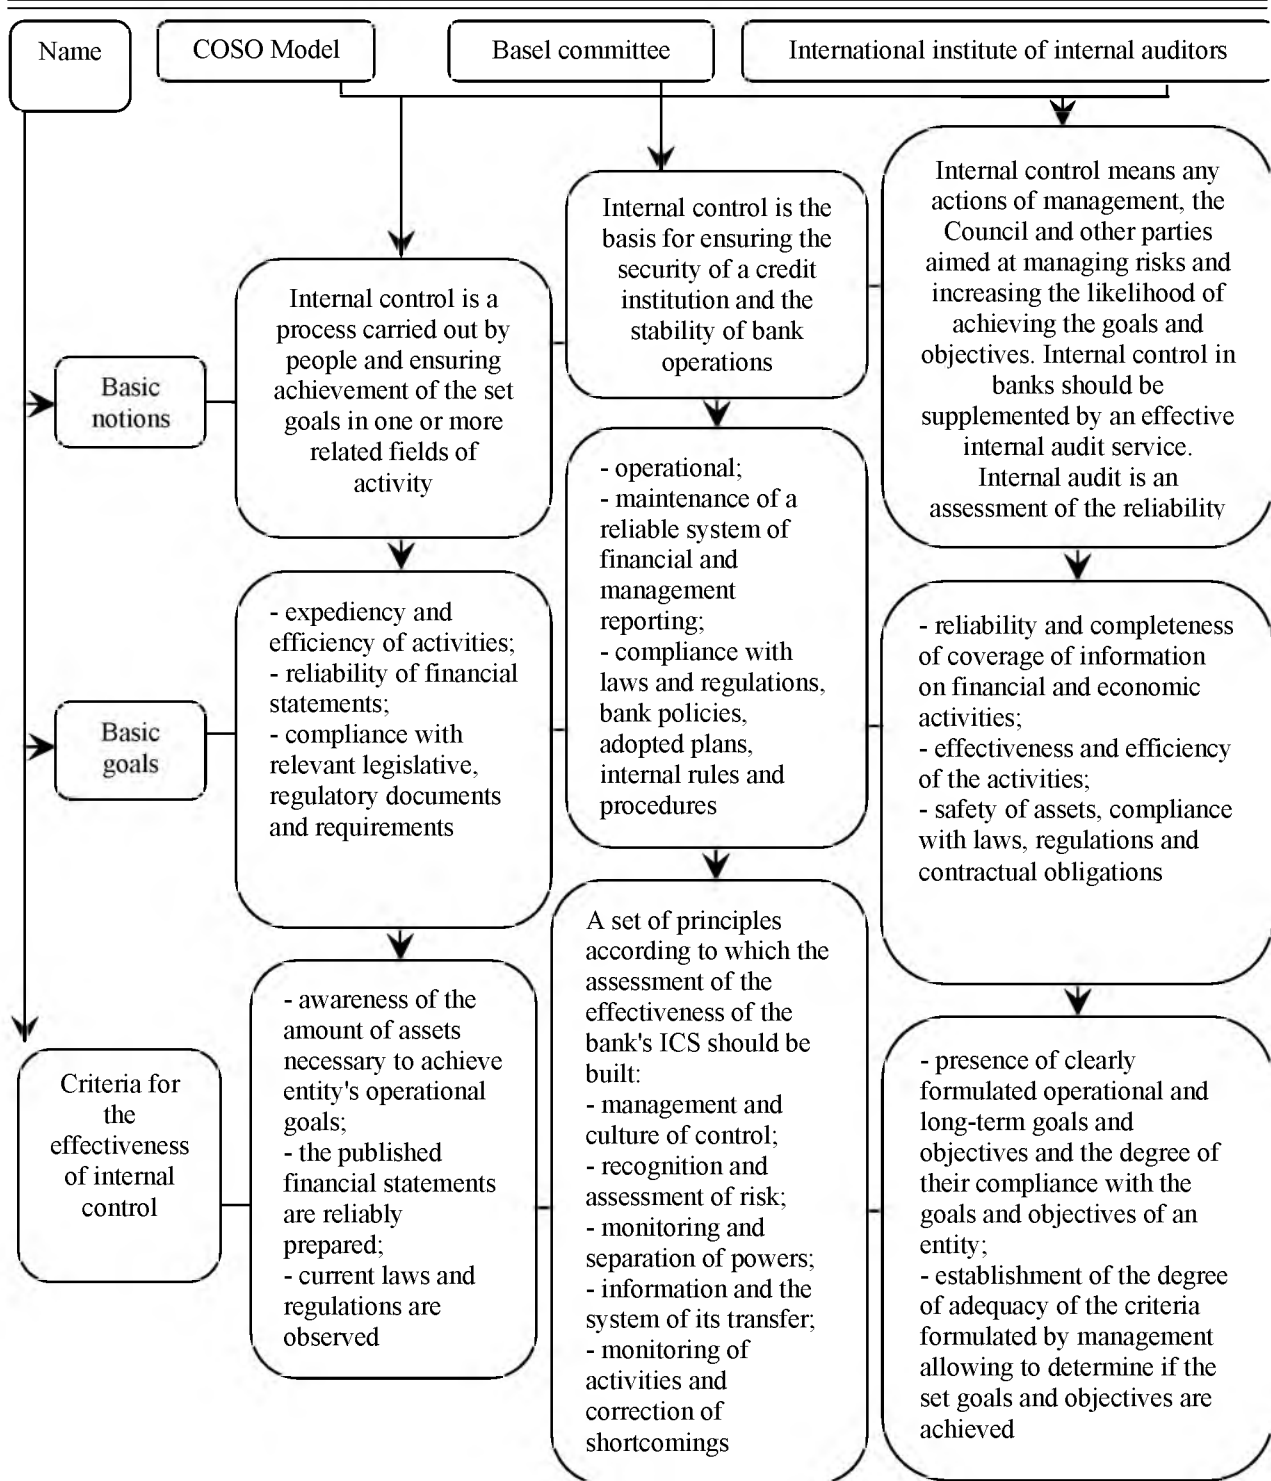 Name
COSO Model
Basel committee
International institute of internal auditors
Basic
notions
Internal control is a
process carried out by
people and ensuring
achievement of the set
goals in one or more
related fields of
activity
Internal control is the
basis for ensuring the
security of a credit
institution and the
stability of bank
operations
Internal control means any
actions of management, the
Council and other parties
aimed at managing risks and
increasing the likelihood of
achieving the goals and
objectives. Internal control in
banks should be
supplemented by an effective
internal audit service.
Internal audit is an
assessment of the reliability
Basic
goals
- expediency and
efficiency of activities;
- reliability of financial
statements;
- compliance with
relevant legislative,
regulatory documents
and requirements
- operational;
- maintenance of a
reliable system of
financial and
management
reporting;
- compliance with
laws and regulations,
bank policies,
adopted plans,
internal rules and
procedures
- reliability and completeness
of coverage of information
on financial and economic
activities;
- effectiveness and efficiency
of the activities;
- safety of assets, compliance
with laws, regulations and
contractual obligations
Criteria for
the
effectiveness
of internal
control
- awareness of the
amount of assets
necessary to achieve
entity's operational
goals;
- the published
financial statements
are reliably
prepared;
- current laws and
regulations are
observed
A set of principles
according to which the
assessment of the
effectiveness of the
bank's ICS should be
built:
- management and
culture of control;
- recognition and
assessment of risk;
- monitoring and
separation of powers;
- information and the
system of its transfer;
- monitoring of
activities and
correction of
shortcomings
- presence of clearly
formulated operational and
long-term goals and
objectives and the degree of
their compliance with the
goals and objectives of an
entity;
- establishment of the degree
of adequacy of the criteria
formulated by management
allowing to determine if the
set goals and objectives are
achieved